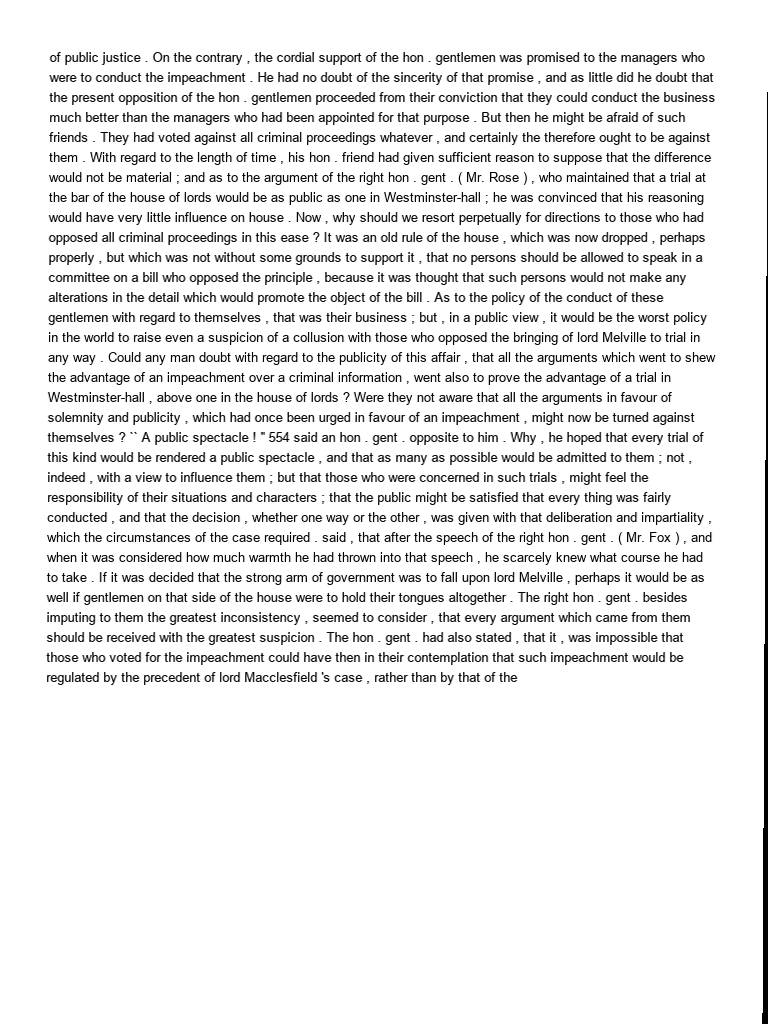 of public justice . On the contrary , the cordial support of the hon . gentlemen was promised to the managers who
were to conduct the impeachment . He had no doubt of the sincerity of that promise , and as little did he doubt that
the present opposition of the hon . gentlemen proceeded from their conviction that they could conduct the business
much better than the managers who had been appointed for that purpose . But then he might be afraid of such
friends . They had voted against all criminal proceedings whatever , and certainly the therefore ought to be against
them . With regard to the length of time , his hon . friend had given sufficient reason to suppose that the difference
would not be material ; and as to the argument of the right hon . gent . ( Mr. Rose ) , who maintained that a trial at
the bar of the house of lords would be as public as one in Westminster-hall ; he was convinced that his reasoning
would have very little influence on house . Now , why should we resort perpetually for directions to those who had
opposed all criminal proceedings in this ease ? It was an old rule of the house , which was now dropped , perhaps
properly , but which was not without some grounds to support it , that no persons should be allowed to speak in a
committee on a bill who opposed the principle , because it was thought that such persons would not make any
alterations in the detail which would promote the object of the bill . As to the policy of the conduct of these
gentlemen with regard to themselves , that was their business ; but , in a public view , it would be the worst policy
in the world to raise even a suspicion of a collusion with those who opposed the bringing of lord Melville to trial in
any way . Could any man doubt with regard to the publicity of this affair , that all the arguments which went to shew
the advantage of an impeachment over a criminal information , went also to prove the advantage of a trial in
Westminster-hall , above one in the house of lords ? Were they not aware that all the arguments in favour of
solemnity and publicity , which had once been urged in favour of an impeachment , might now be turned against
themselves ? `` A public spectacle ! " 554 said an hon . gent . opposite to him . Why , he hoped that every trial of
this kind would be rendered a public spectacle , and that as many as possible would be admitted to them ; not ,
indeed , with a view to influence them ; but that those who were concerned in such trials , might feel the
responsibility of their situations and characters ; that the public might be satisfied that every thing was fairly
conducted , and that the decision , whether one way or the other , was given with that deliberation and impartiality ,
which the circumstances of the case required . said , that after the speech of the right hon . gent . ( Mr. Fox ) , and
when it was considered how much warmth he had thrown into that speech , he scarcely knew what course he had
to take . If it was decided that the strong arm of government was to fall upon lord Melville , perhaps it would be as
well if gentlemen on that side of the house were to hold their tongues altogether . The right hon . gent . besides
imputing to them the greatest inconsistency , seemed to consider , that every argument which came from them
should be received with the greatest suspicion . The hon . gent . had also stated , that it , was impossible that
those who voted for the impeachment could have then in their contemplation that such impeachment would be
regulated by the precedent of lord Macclesfield 's case , rather than by that of the